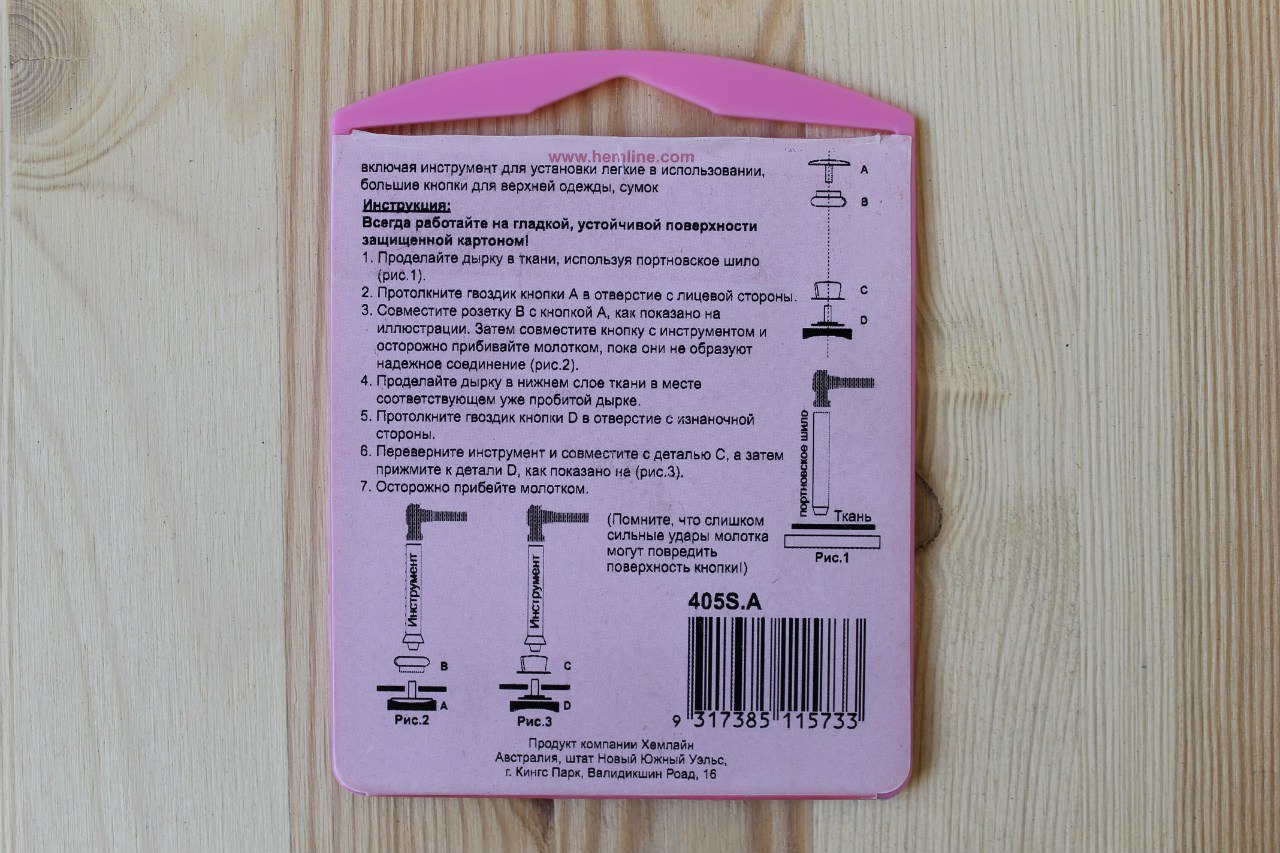 www.hemline.com
включая инструмент для установки легкие в использовании,
большие кнопки для верхней одежды, сумок
Инструкция:
Всегда работайте на гладкой, устойчивой поверхности
защищенной картоном!
1. Проделайте дырку в ткани, используя портновское шило
(рис.1).
2. Протолкните гвоздик кнопки А в отверстие с лицевой стороны.
3. Совместите розетку В с кнопкой А, как показано на
иллюстрации. Затем совместите кнопку с инструментом и
осторожно прибивайте молотком, пока они не образуют
надежное соединение (рис.2).
4. Проделайте дырку в нижнем слое ткани в месте
соответствующем уже пробитой дырке.
5. Протолкните гвоздик кнопки D в отверстие с изнаночной
стороны.
6. Переверните инструмент и совместите с деталью С, а затем
прижмите к детали D, как показано на (рис.3).
7. Осторожно прибейте молотком.
A
B
C
D
портновское шило
Ткань
Рис.1
Инструмент
B
A
Рис.2
Инструмент
C
D
Рис.3
(Помните, что слишком
сильные удары молотка
могут повредить
поверхность кнопки!)
405S.A
9 317385 115733
Продукт компании Хемлайн
Австралия, штат Новый Южный Уэльс,
г. Кингс Парк, Валидикшин Роад, 16